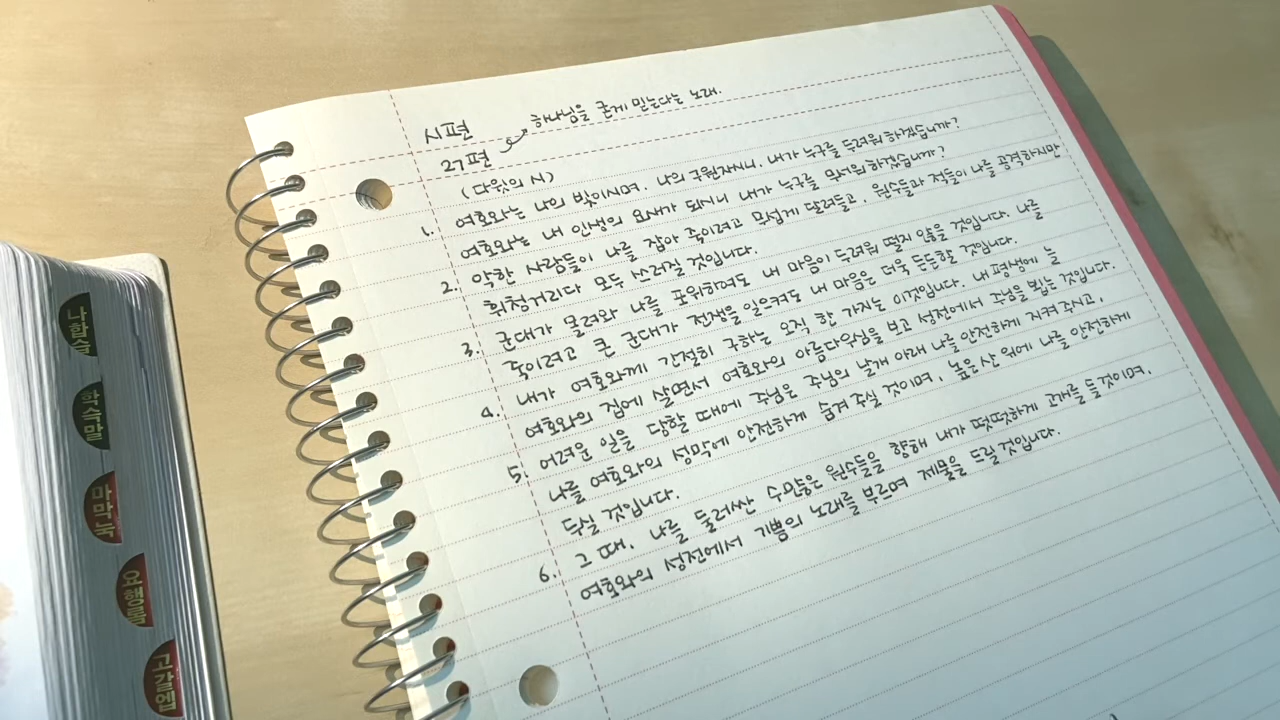 시편
27편 하나님을 굳게 믿는다는 노래.
(다윗의 시)
1. 여호와는 나의 빛이시며, 나의 구원자시니, 내가 누구를 두려워 하겠습니까?
여호와는 내 인생의 요새가 되시니 내가 누구를 무서워 하겠습니까?
2. 악한 사람들이 나를 잡아 죽이려고 무섭게 달려들고, 원수들과 적들이 나를 공격하지만
휘청거리다 모두 쓰러질 것입니다.
3. 군대가 몰려와 나를 포위하여도 내 마음이 두려워 떨지 않을 것입니다. 나를
죽이려고 큰 군대가 전쟁을 일으켜도 내 마음은 더욱 든든할 것입니다.
4. 내가 여호와께 간절히 구하는 오직 한 가지는 이것입니다. 내 평생에 늘
여호와의 집에 살면서 여호와의 아름다와심을 보고 성전에서 주님을 뵙는 것입니다.
5. 어려운 일을 당할 때에 주님은 주님의 날개 아래 나를 안전하게 지켜 주시고,
나를 여호와의 성막에 안전하게 숨겨 주실 것이며, 높은 산 위에 나를 안전하게
두실 것입니다.
6. 그 때, 나를 둘러싼 수많은 원수들을 향해 내가 떳떳하게 고개를 들 것이며,
여호와의 성전에서 기쁨의 노래를 부르며 제물을 드릴 것입니다.
나합습
학슥말
마막눅
요행롬
고갈엡